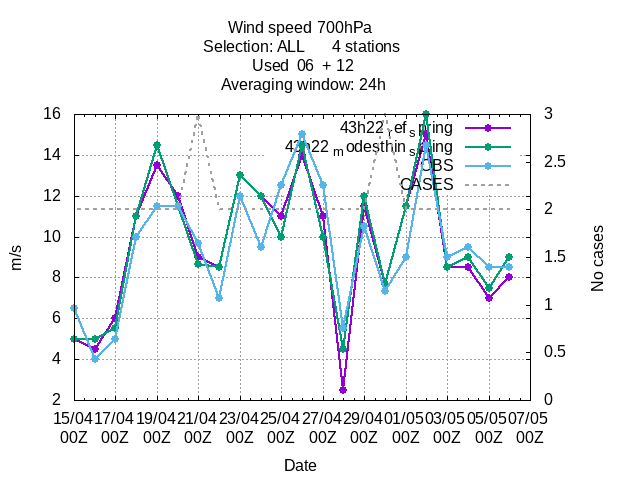 Wind speed 700hPa
Selection: ALL 4 stations
Used 06 + 12
Averaging window: 24h
16
14
12
10
8
6
4
2
m/s
3
2.5
2
1.5
1
0.5
0
No cases
OBS
CASES
15/04 17/04 19/04 21/04 23/04 25/04 27/04 29/04 01/05 03/05 05/05 07/05
00Z 00Z 00Z 00Z 00Z 00Z 00Z 00Z 00Z 00Z 00Z 00Z
Date